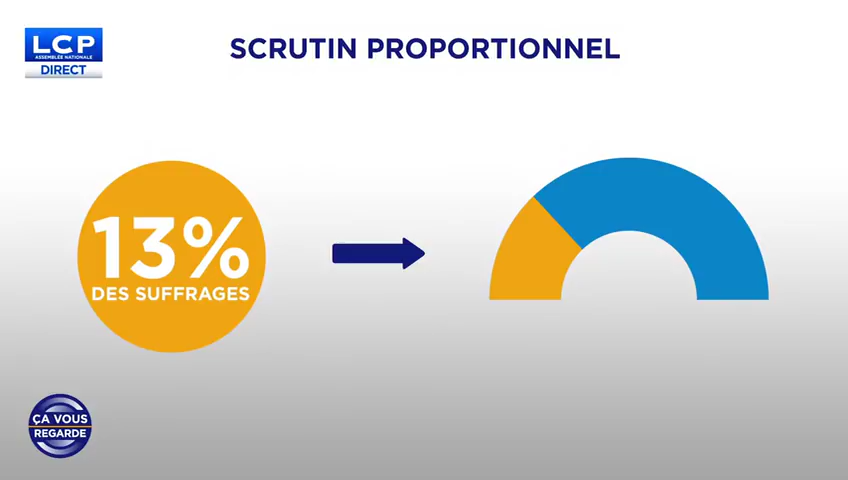 LCP
ASSEMBLÉE NATIONALE
DIRECT
SCRUTIN PROPORTIONNEL
13%
DES SUFFRAGES
ÇA VOUS
REGARDE